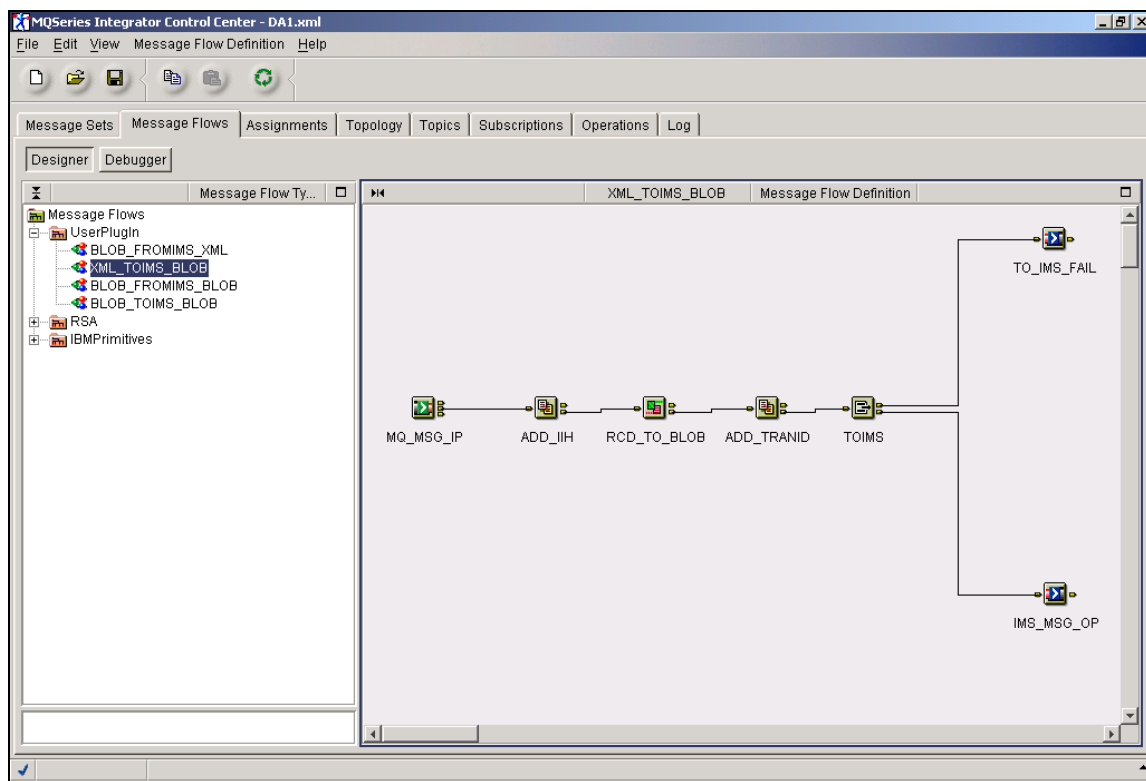 MQSeries Integrator Control Center - DA1.xml
File Edit View Message Flow Definition Help
Message Sets Message Flows Assignments Topology Topics Subscriptions Operations Log
Designer Debugger
Message Flow Ty... XML_TOIMS_BLOB Message Flow Definition
Message Flows
UserPlugIn
BLOB_FROMIMS_XML
XML_TOIMS_BLOB
BLOB_FROMIMS_BLOB
BLOB_TOIMS_BLOB
RSA
IBMPrimitives
TO_IMS_FAIL
MQ_MSG_IP ADD_IIH RCD_TO_BLOB ADD_TRANID TOIMS
IMS_MSG_OP